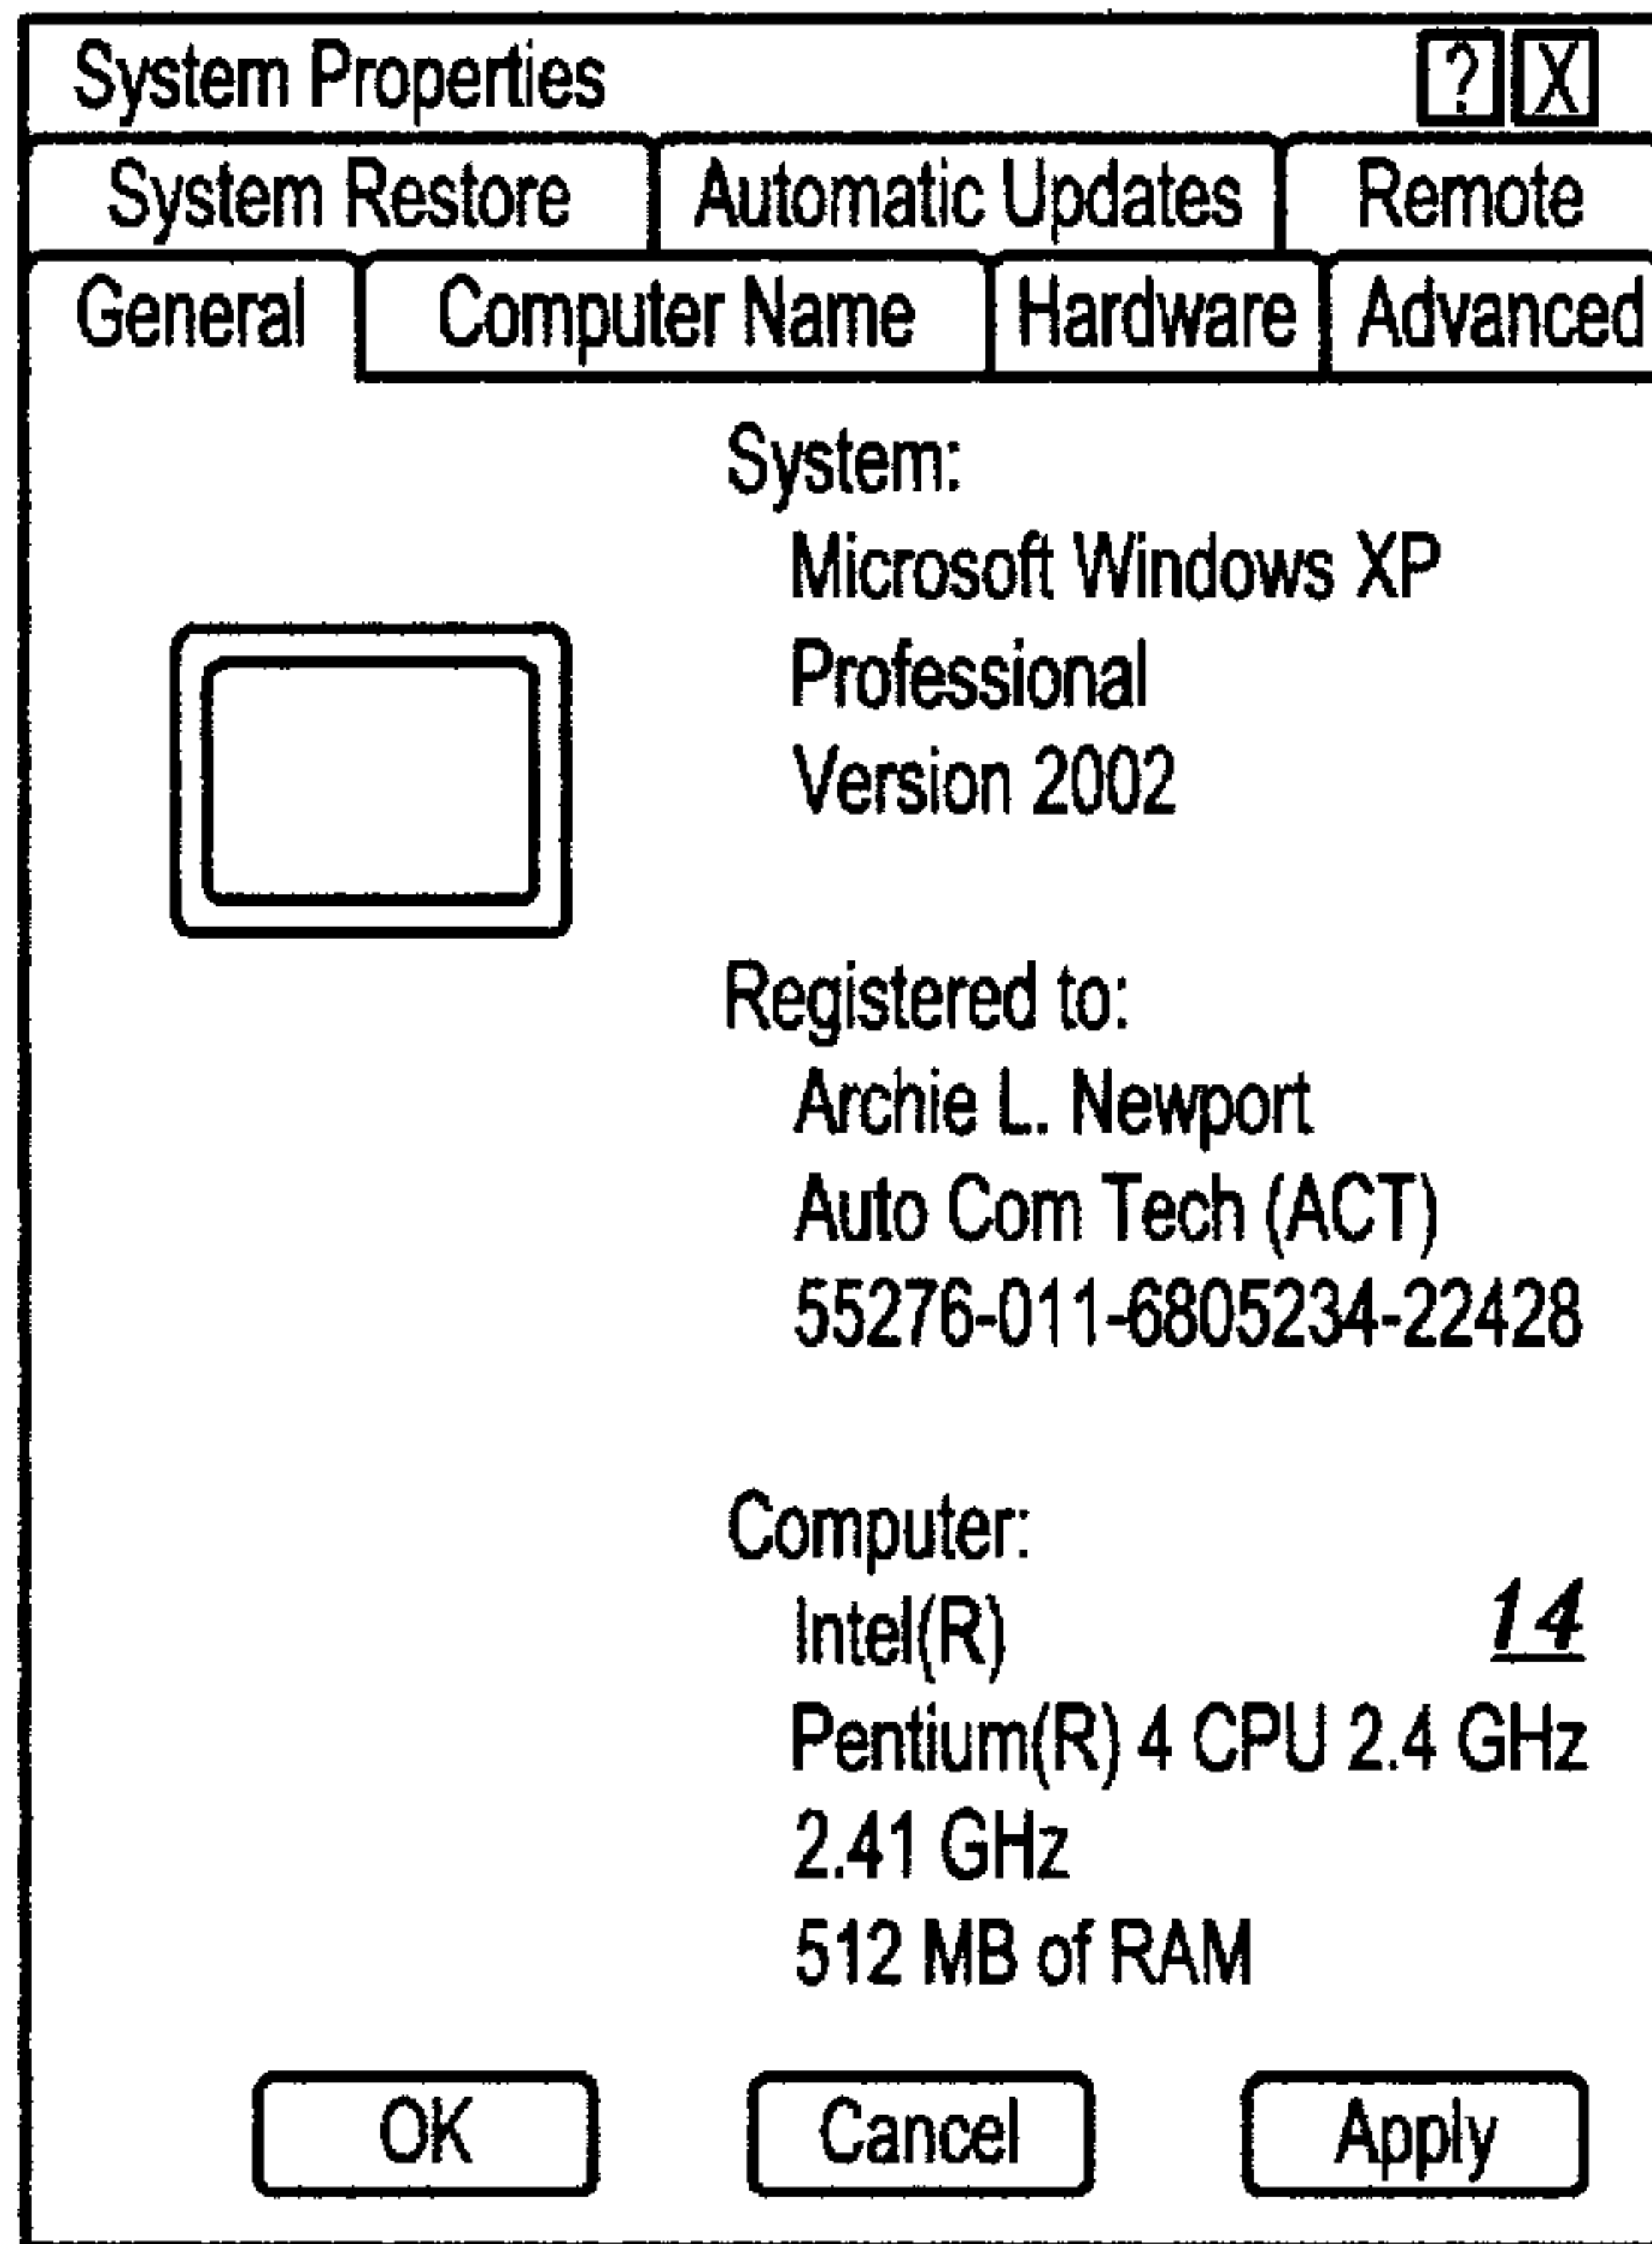 System Properties ? X
System Restore Automatic Updates Remote
General Computer Name Hardware Advanced
System:
Microsoft Windows XP
Professional
Version 2002
Registered to:
Archie L. Newport
Auto Com Tech (ACT)
55276-011-6805234-22428
Computer:
Intel(R) 14
Pentium(R) 4 CPU 2.4 GHz
2.41 GHz
512 MB of RAM
OK Cancel Apply